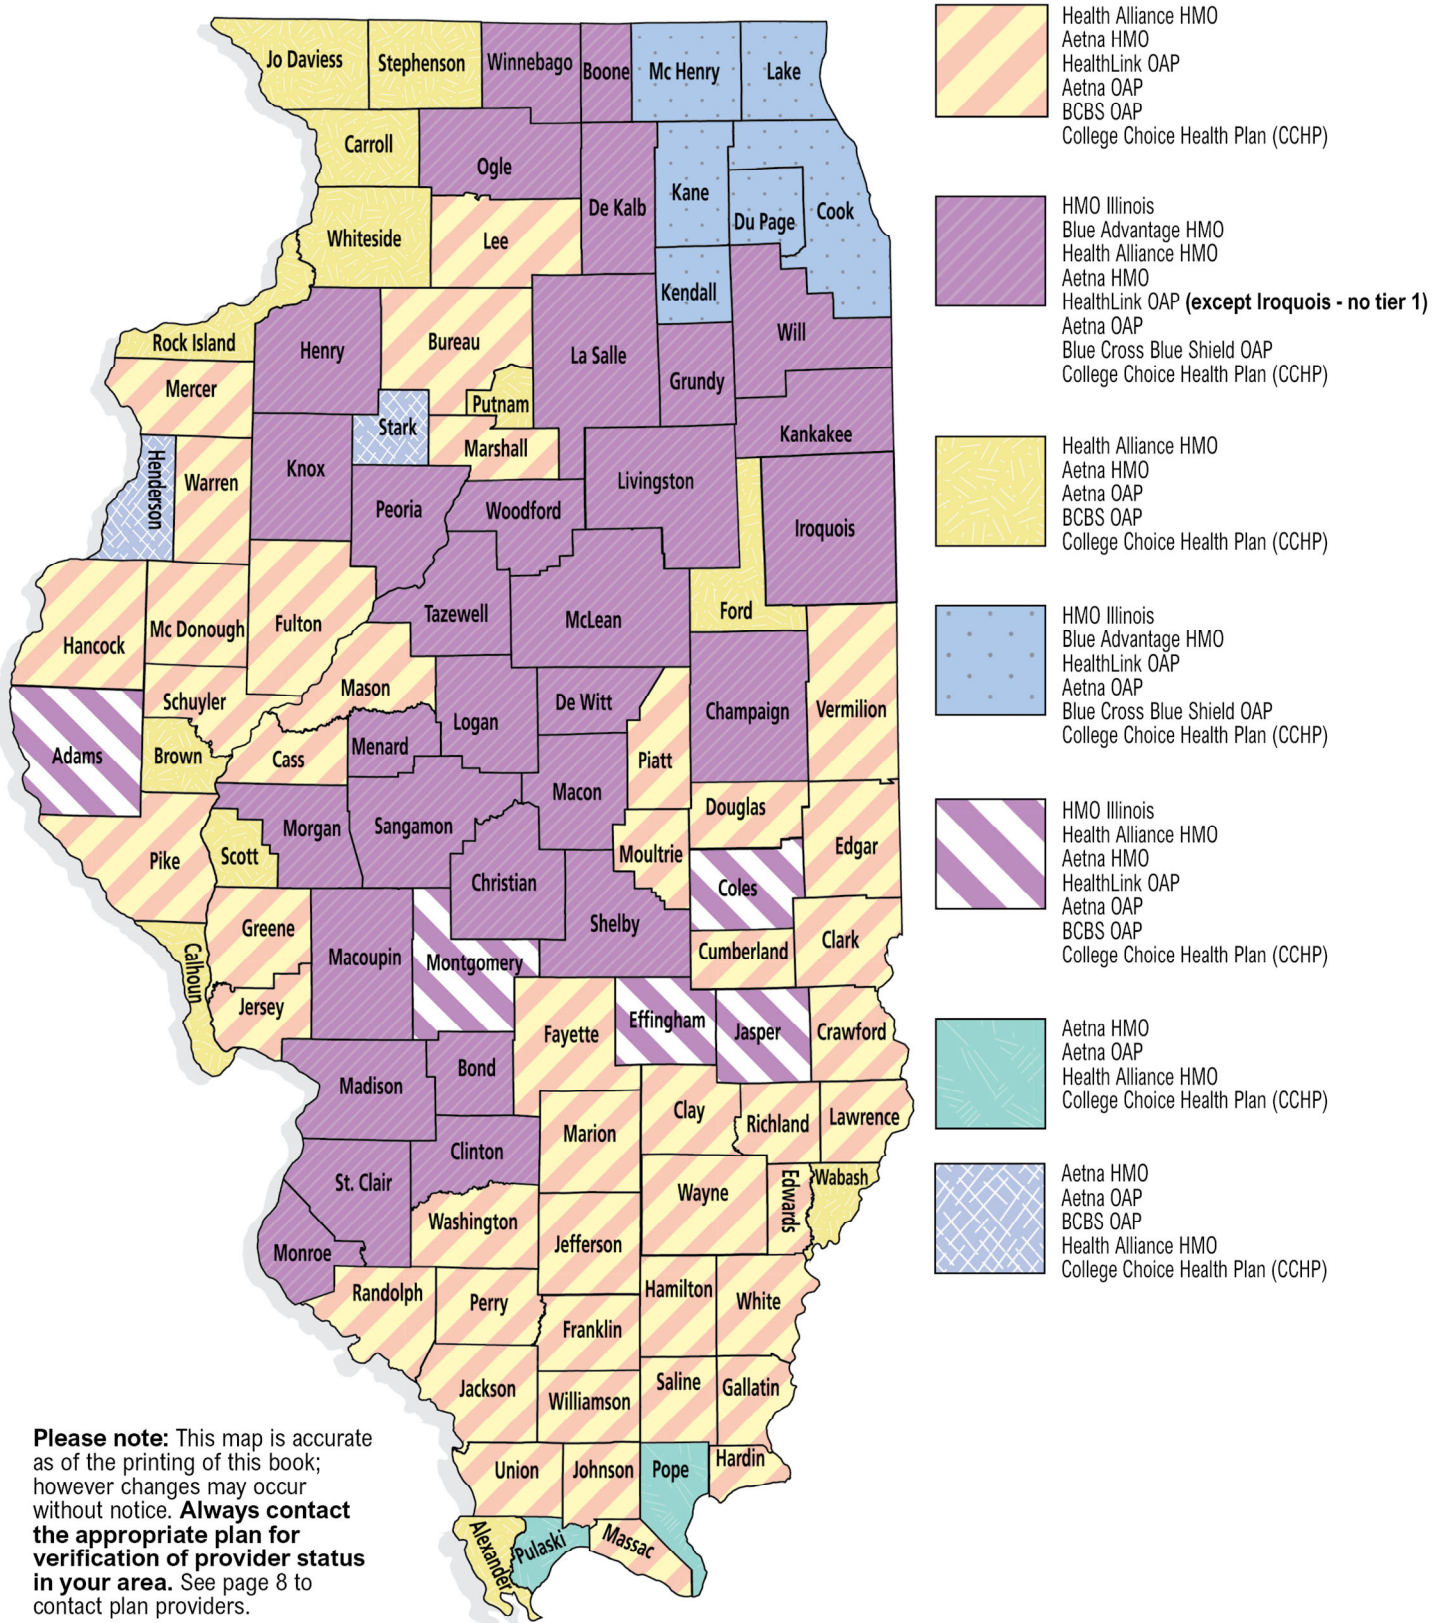 Jo Daviess
Stephenson
Winnebago
Boone
Mc Henry
Lake
Carroll
Ogle
De Kalb
Kane
Du Page
Cook
Whiteside
Lee
Kendall
Will
Rock Island
Henry
Bureau
La Salle
Grundy
Mercer
Putnam
Stark
Kankakee
Marshall
Henderson
Warren
Knox
Peoria
Woodford
Livingston
Iroquois
Hancock
Mc Donough
Fulton
Tazewell
McLean
Ford
Schuyler
Mason
Logan
De Witt
Champaign
Vermilion
Adams
Brown
Cass
Menard
Piatt
Macon
Douglas
Pike
Scott
Morgan
Sangamon
Christian
Moultrie
Coles
Edgar
Shelby
Greene
Macoupin
Montgomery
Cumberland
Clark
Calhoun
Jersey
Fayette
Effingham
Jasper
Crawford
Madison
Bond
Marion
Clay
Richland
Lawrence
Clinton
St. Clair
Wayne
Edwards
Wabash
Washington
Jefferson
Monroe
Randolph
Perry
Hamilton
White
Franklin
Jackson
Williamson
Saline
Gallatin
Union
Johnson
Pope
Hardin
Alexander
Pulaski
Massac
Health Alliance HMO
Aetna HMO
HealthLink OAP
Aetna OAP
BCBS OAP
College Choice Health Plan (CCHP)
HMO Illinois
Blue Advantage HMO
Health Alliance HMO
Aetna HMO
HealthLink OAP (except Iroquois - no tier 1)
Aetna OAP
Blue Cross Blue Shield OAP
College Choice Health Plan (CCHP)
Health Alliance HMO
Aetna HMO
Aetna OAP
BCBS OAP
College Choice Health Plan (CCHP)
HMO Illinois
Blue Advantage HMO
HealthLink OAP
Aetna OAP
Blue Cross Blue Shield OAP
College Choice Health Plan (CCHP)
HMO Illinois
Health Alliance HMO
Aetna HMO
HealthLink OAP
Aetna OAP
BCBS OAP
College Choice Health Plan (CCHP)
Aetna HMO
Aetna OAP
Health Alliance HMO
College Choice Health Plan (CCHP)
Aetna HMO
Aetna OAP
BCBS OAP
Health Alliance HMO
College Choice Health Plan (CCHP)
Please note: This map is accurate
as of the printing of this book;
however changes may occur
without notice. Always contact
the appropriate plan for
verification of provider status
in your area. See page 8 to
contact plan providers.